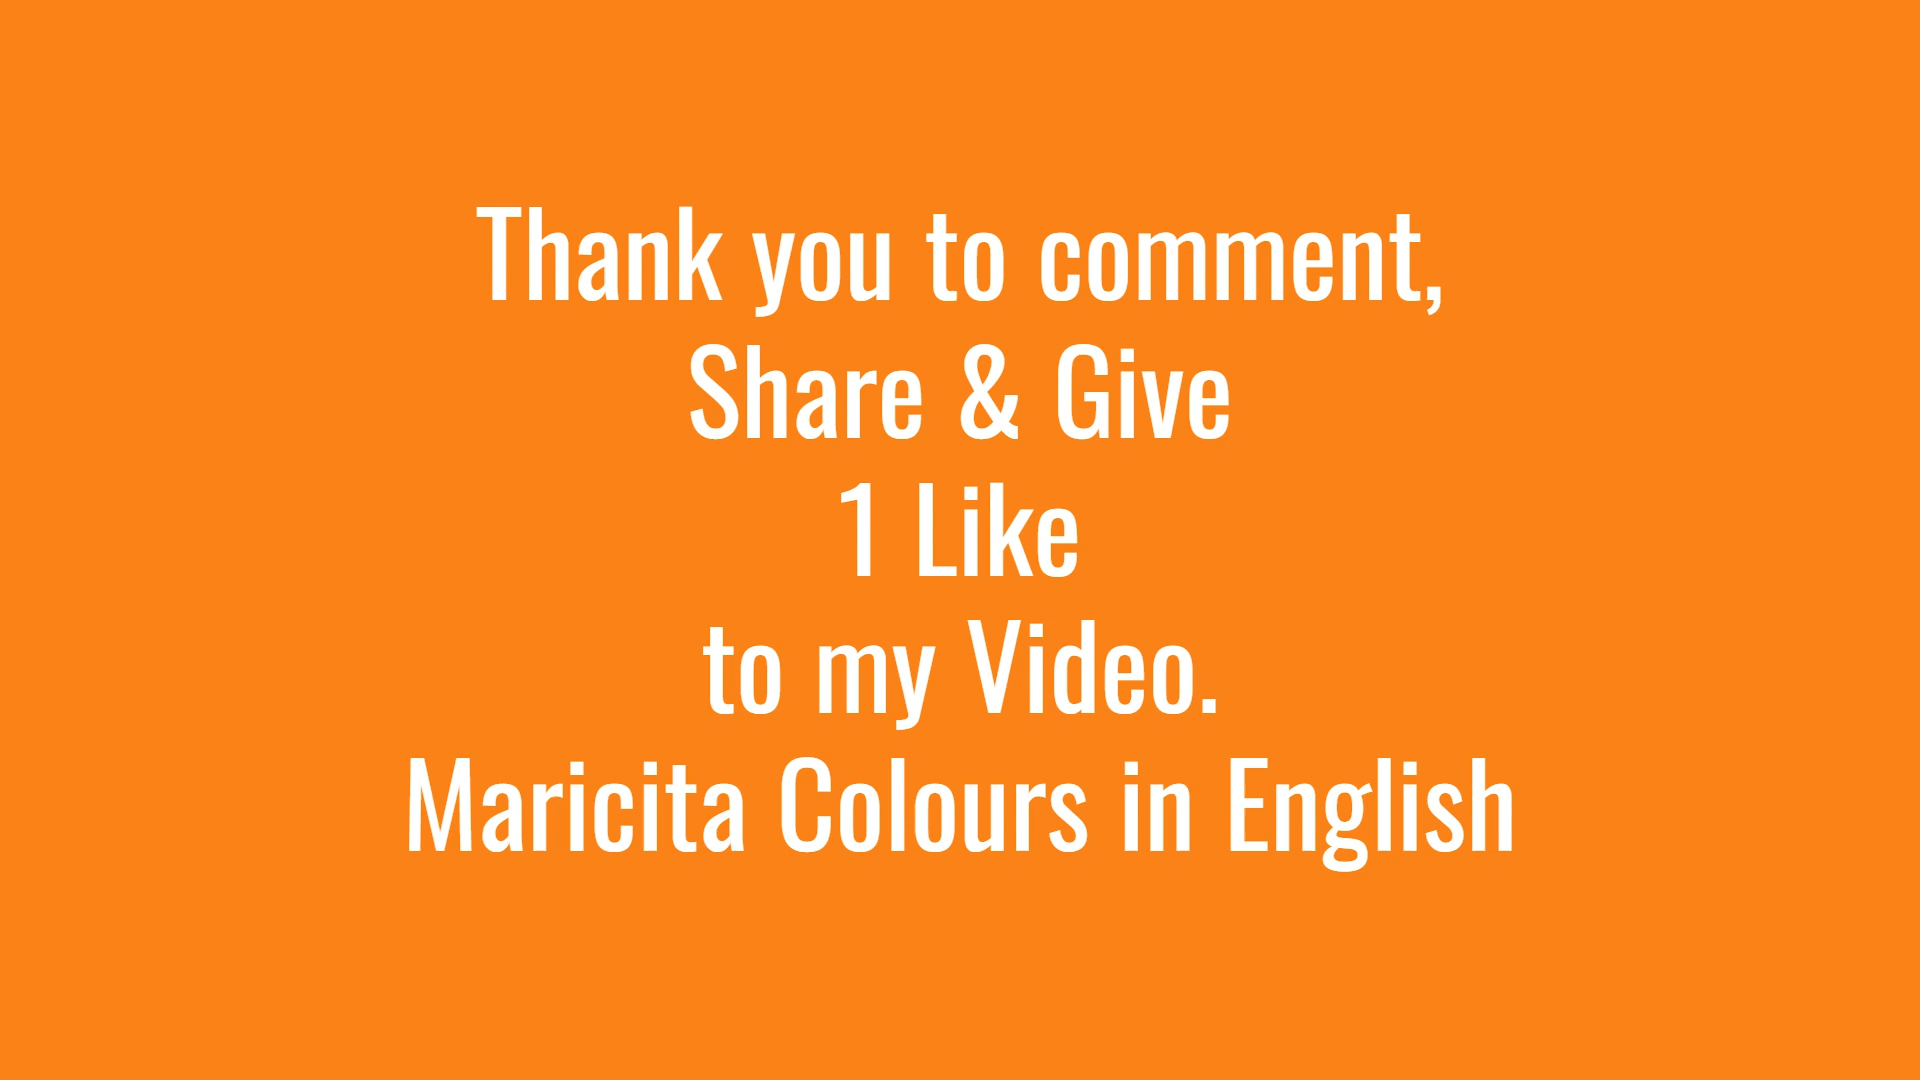 Thank you to comment,
Share & Give
1 Like
to my Video.
Maricita Colours in English